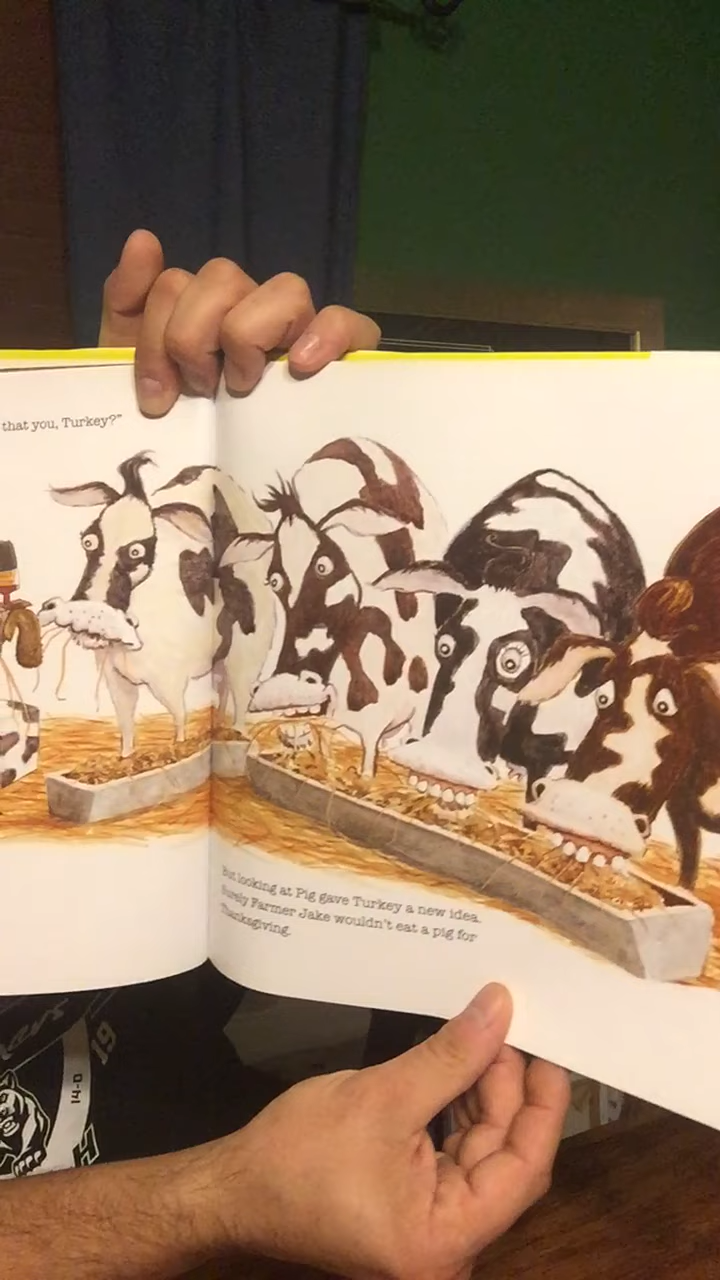 that you, Turkey?"
But looking at Pig gave Turkey a new idea.
Surely Farmer Jake wouldn't eat a pig for
Thanksgiving.
19
14-0